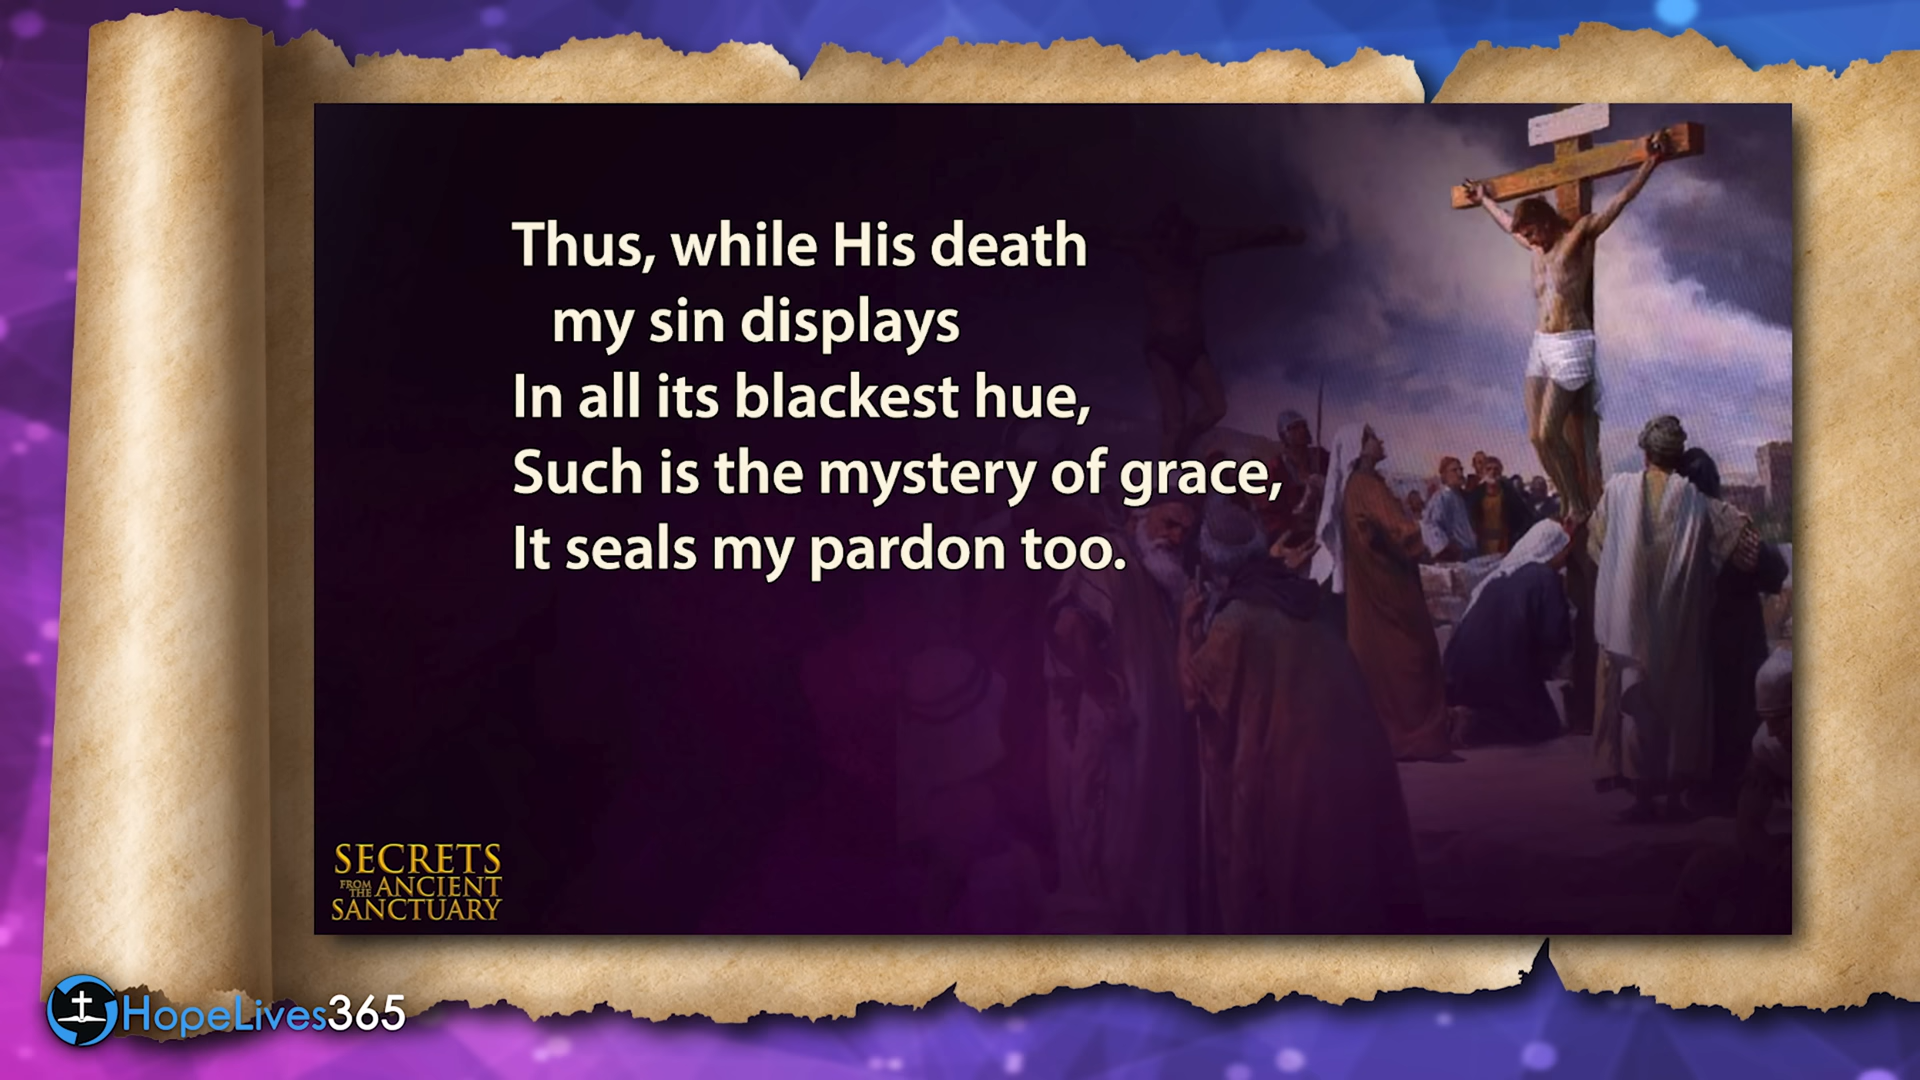 Thus, while His death
my sin displays
In all its blackest hue,
Such is the mystery of grace,
It seals my pardon too.
SECRETS
FROM THE ANCIENT
SANCTUARY
HopeLives365